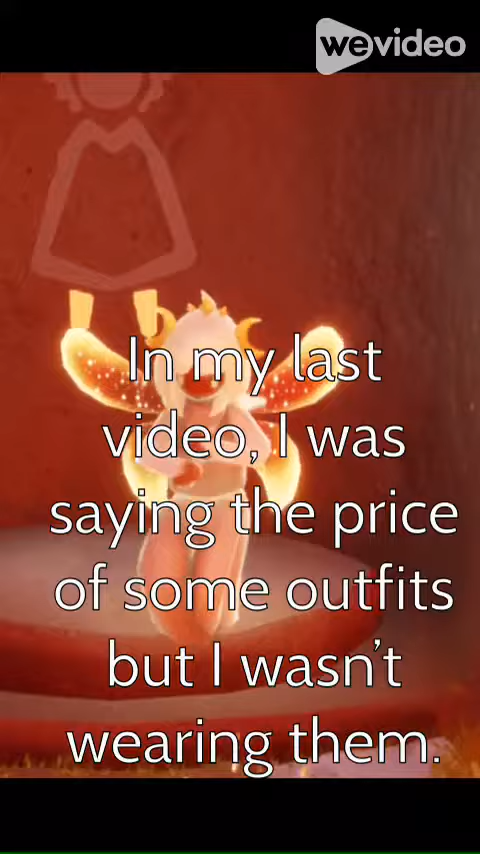 wevideo
In my last
video, I was
saying the price
of some outfits
but I wasn't
wearing them.